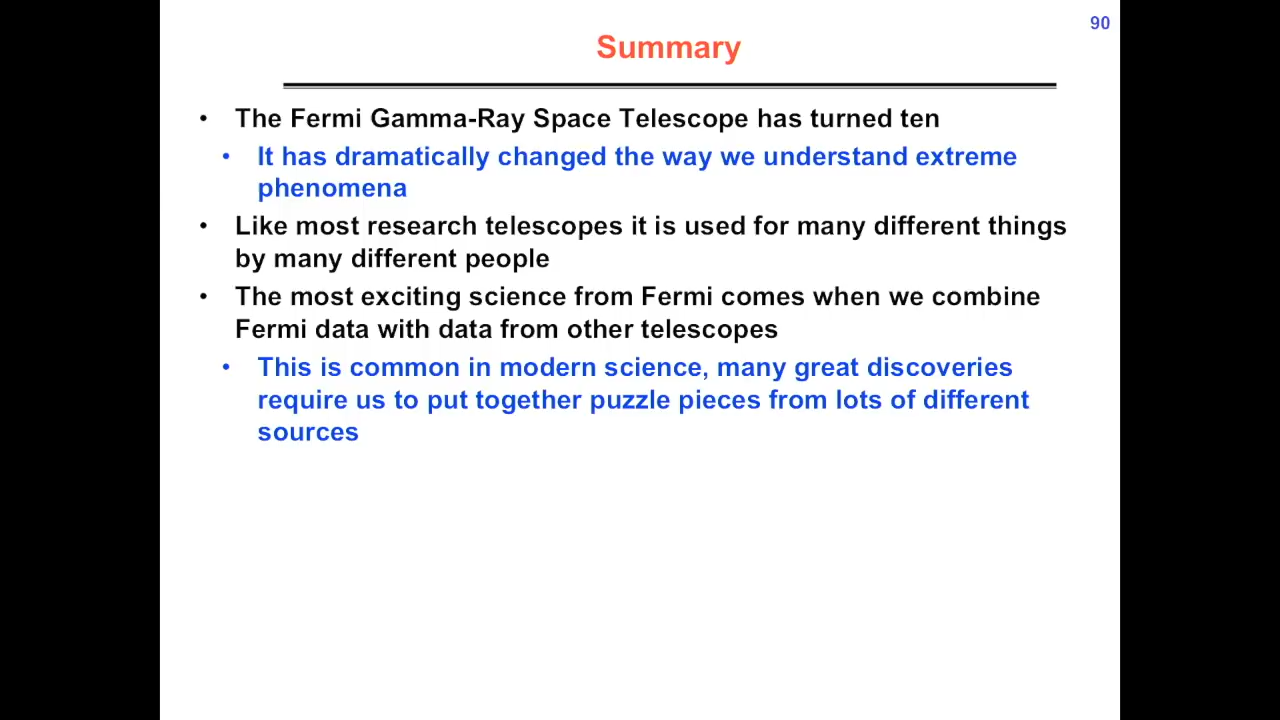 90
Summary
• The Fermi Gamma-Ray Space Telescope has turned ten
• It has dramatically changed the way we understand extreme
phenomena
• Like most research telescopes it is used for many different things
by many different people
• The most exciting science from Fermi comes when we combine
Fermi data with data from other telescopes
• This is common in modern science, many great discoveries
require us to put together puzzle pieces from lots of different
sources